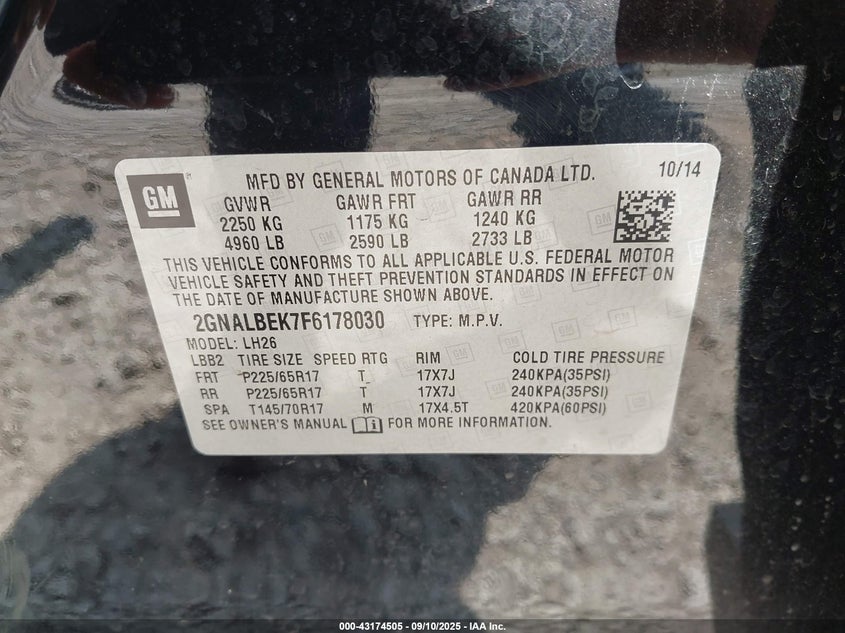 GM ® MFD BY GENERAL MOTORS OF CANADA LTD. 10/14
GVWR GAWR FRT GAWR RR
2250 KG 1175 KG 1240 KG
4960 LB 2590 LB 2733 LB
THIS VEHICLE CONFORMS TO ALL APPLICABLE U.S. FEDERAL MOTOR
VEHICLE SAFETY AND THEFT PREVENTION STANDARDS IN EFFECT ON
THE DATE OF MANUFACTURE SHOWN ABOVE.
2GNALBEK7F6178030 TYPE: M.P.V.
MODEL: LH26
LBB2 TIRE SIZE SPEED RTG RIM COLD TIRE PRESSURE
FRT P225/65R17 T 17X7J 240KPA(35PSI)
RR P225/65R17 T 17X7J 240KPA(35PSI)
SPA T145/70R17 M 17X4.5T 420KPA(60PSI)
SEE OWNER'S MANUAL i FOR MORE INFORMATION.
000-43174505 - 09/10/2025 - IAAI.COM